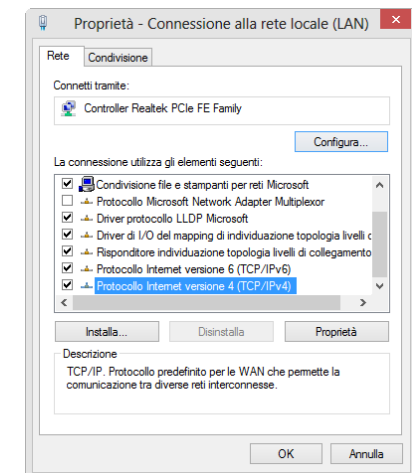 Proprietà - Connessione alla rete locale (LAN)
Rete
Condivisione
Connetti tramite:
Controller Realtek PCIe FE Family
Configura...
La connessione utilizza gli elementi seguenti:
Condivisione file e stampanti per reti Microsoft
Protocollo Microsoft Network Adapter Multiplexor
Driver protocollo LLDP Microsoft
Driver di I/O del mapping di individuazione topologia livelli c
Risponditore individuazione topologia livelli di collegamento
Protocollo Internet versione 6 (TCP/IPv6)
Protocollo Internet versione 4 (TCP/IPv4)
Installa...
Disinstalla
Proprietà
Descrizione
TCP/IP. Protocollo predefinito per le WAN che permette la
comunicazione tra diverse reti interconnesse.
OK
Annulla